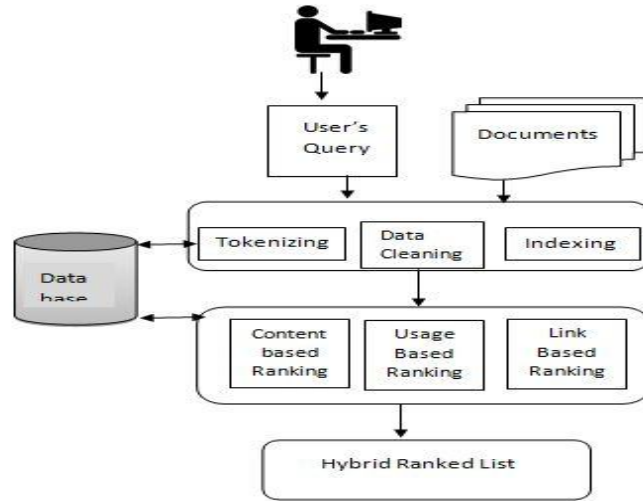 User's
Query
Documents
Tokenizing
Data
Cleaning
Indexing
Data
base
Content
based
Ranking
Usage
Based
Ranking
Link
Based
Ranking
Hybrid Ranked List